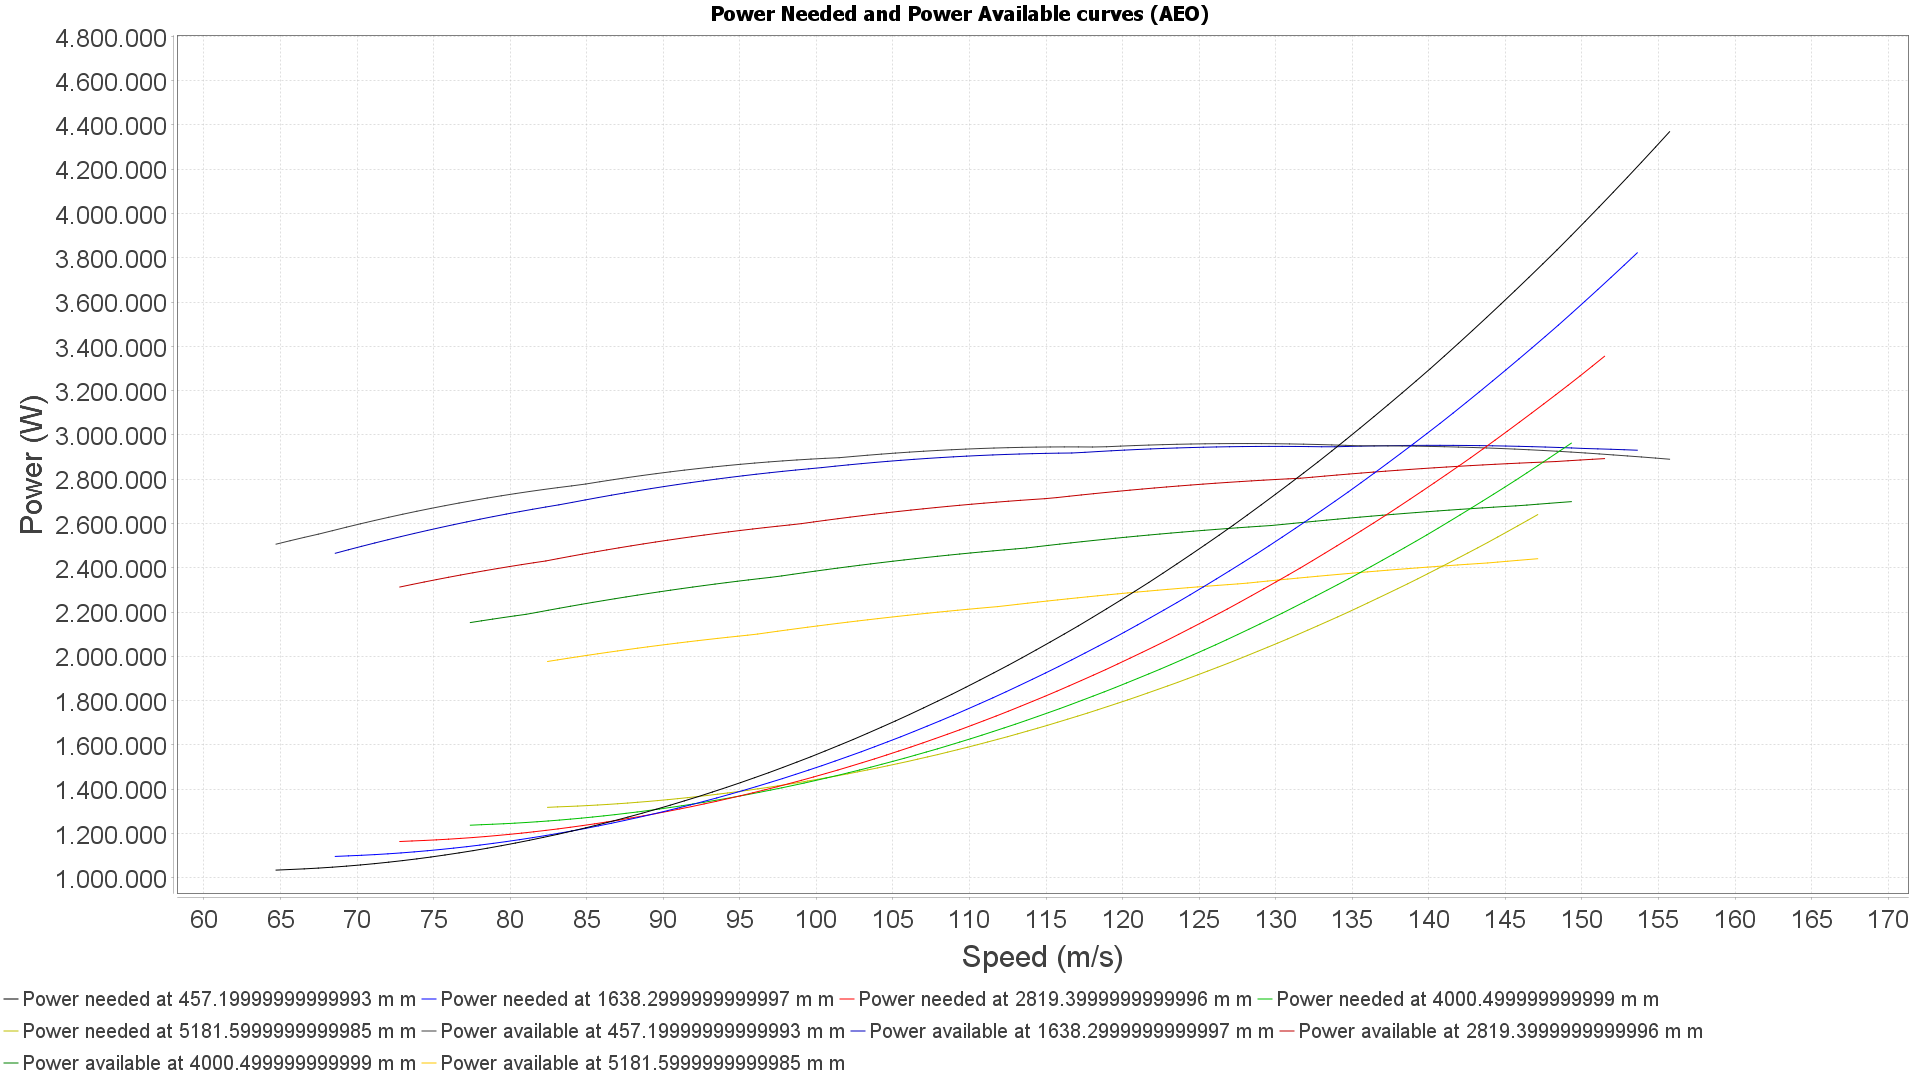 Power Needed and Power Available curves (AEO)
4.800.000
4.600.000
4.400.000
4.200.000
4.000.000
3.800.000
3.600.000
3.400.000
3.200.000
3.000.000
2.800.000
2.600.000
2.400.000
2.200.000
2.000.000
1.800.000
1.600.000
1.400.000
1.200.000
1.000.000
Power (W)
60 65 70 75 80 85 90 95 100 105 110 115 120 125 130 135 140 145 150 155 160 165 170
Speed (m/s)
Power needed at 457.19999999999993 m m Power needed at 1638.2999999999997 m m Power needed at 2819.3999999999996 m m Power needed at 4000.499999999999 m m
Power needed at 5181.5999999999985 m m Power available at 457.19999999999993 m m Power available at 1638.2999999999997 m m Power available at 2819.3999999999996 m m
Power available at 4000.499999999999 m m Power available at 5181.5999999999985 m m